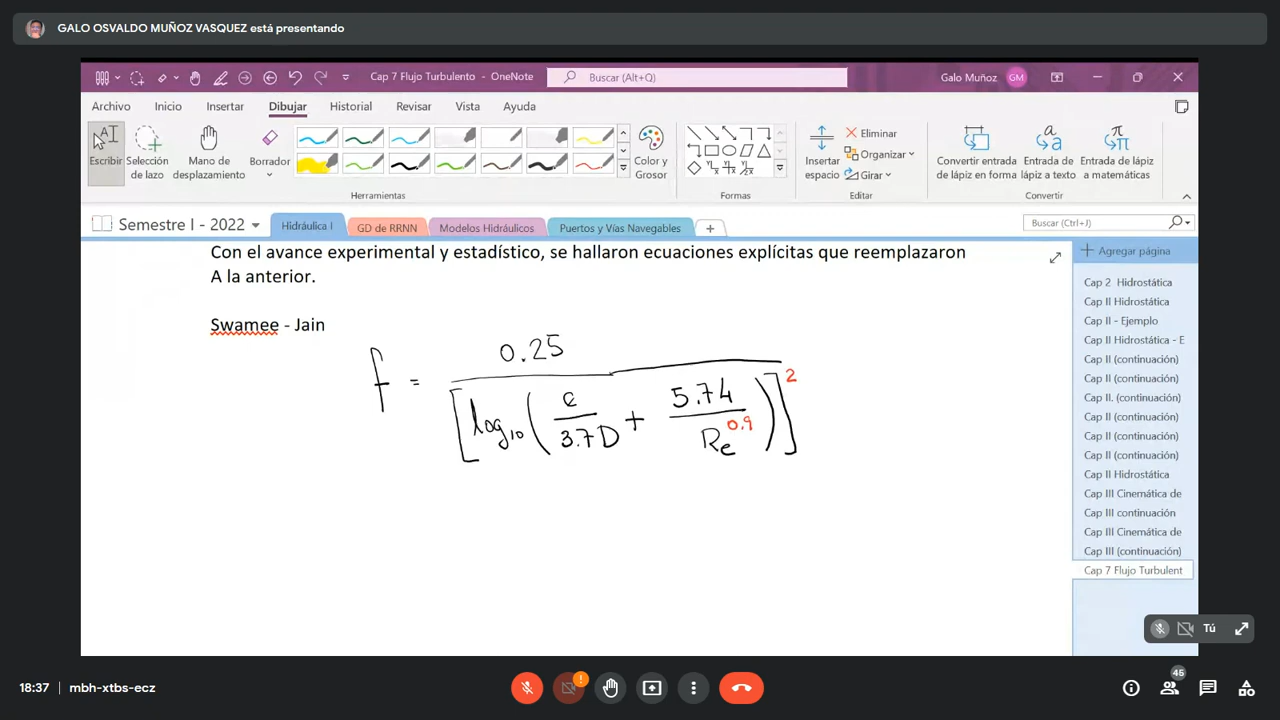 GALO OSVALDO MUÑOZ VASQUEZ está presentando
Cap 7 Flujo Turbulento - OneNote
Buscar (Alt+Q)
Galo Muñoz GM
Archivo Inicio Insertar Dibujar Historial Revisar Vista Ayuda
Escribir
Selección de lazo
Mano de desplazamiento
Borrador
Herramientas
Color y Grosor
Formas
Insertar espacio
Eliminar
Organizar
Girar
Editar
Convertir entrada de lápiz en forma
Entrada de lápiz a texto
Entrada de lápiz a matemáticas
Convertir
Semestre I - 2022
Hidráulica I GD de RRNN Modelos Hidráulicos Puertos y Vías Navegables
Buscar (Ctrl+J)
Con el avance experimental y estadístico, se hallaron ecuaciones explícitas que reemplazaron
A la anterior.
Swamee - Jain
f = 0.25 / [log10 (e / 3.7D + 5.74 / Re^0.9)]^2
Agregar página
Cap 2 Hidrostática
Cap II Hidrostática
Cap II - Ejemplo
Cap II Hidrostática - E
Cap II (continuación)
Cap II (continuación)
Cap II. (continuación)
Cap II (continuación)
Cap II (continuación)
Cap II (continuación)
Cap II Hidrostática
Cap III Cinemática de
Cap III continuación
Cap III Cinemática de
Cap III (continuación)
Cap 7 Flujo Turbulent
Tú
18:37 mbh-xtbs-ecz
45